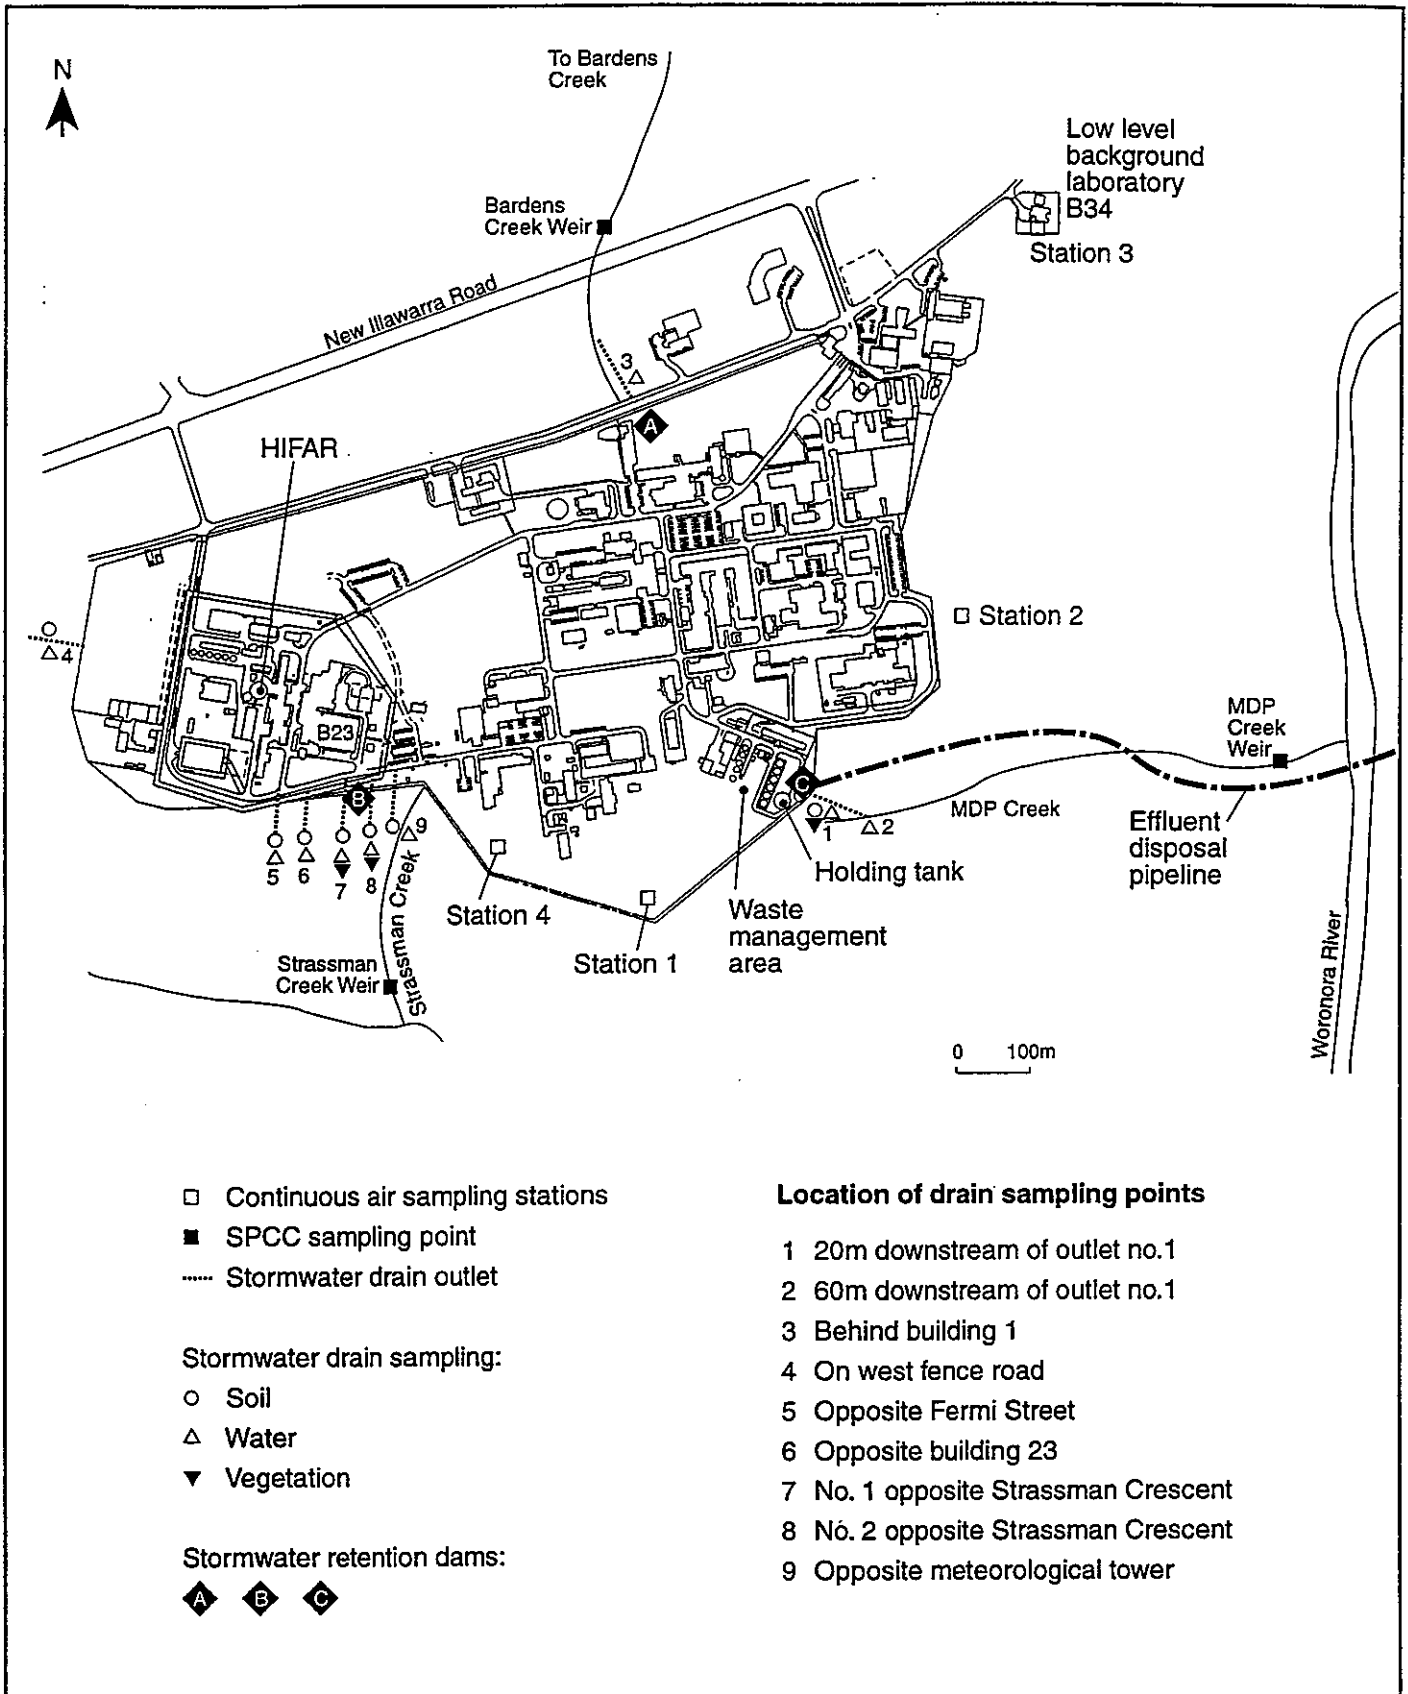 N
To Bardens
Creek
Low level
background
laboratory
B34
Station 3
Bardens
Creek Weir
New Illawarra Road
3
A
HIFAR
4
Station 2
B23
MDP
Creek
Weir
B
C
1
2
MDP Creek
Effluent
disposal
pipeline
5
6
7
8
9
Strassman Creek
Holding tank
Station 4
Waste
management
area
Station 1
Strassman
Creek Weir
Woronora River
0 100m
Continuous air sampling stations
SPCC sampling point
Stormwater drain outlet
Stormwater drain sampling:
Soil
Water
Vegetation
Stormwater retention dams:
A B C
Location of drain sampling points
1 20m downstream of outlet no.1
2 60m downstream of outlet no.1
3 Behind building 1
4 On west fence road
5 Opposite Fermi Street
6 Opposite building 23
7 No. 1 opposite Strassman Crescent
8 No. 2 opposite Strassman Crescent
9 Opposite meteorological tower